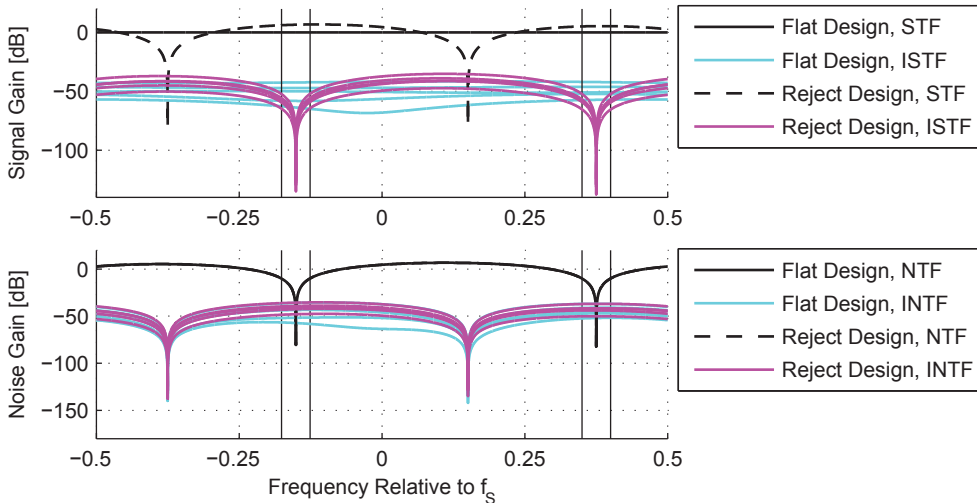 Signal Gain [dB]
0
−50
−100
−0.5
−0.25
0
0.25
0.5
Flat Design, STF
Flat Design, ISTF
Reject Design, STF
Reject Design, ISTF
Noise Gain [dB]
0
−50
−100
−150
−0.5
−0.25
0
0.25
0.5
Frequency Relative to f_S
Flat Design, NTF
Flat Design, INTF
Reject Design, NTF
Reject Design, INTF